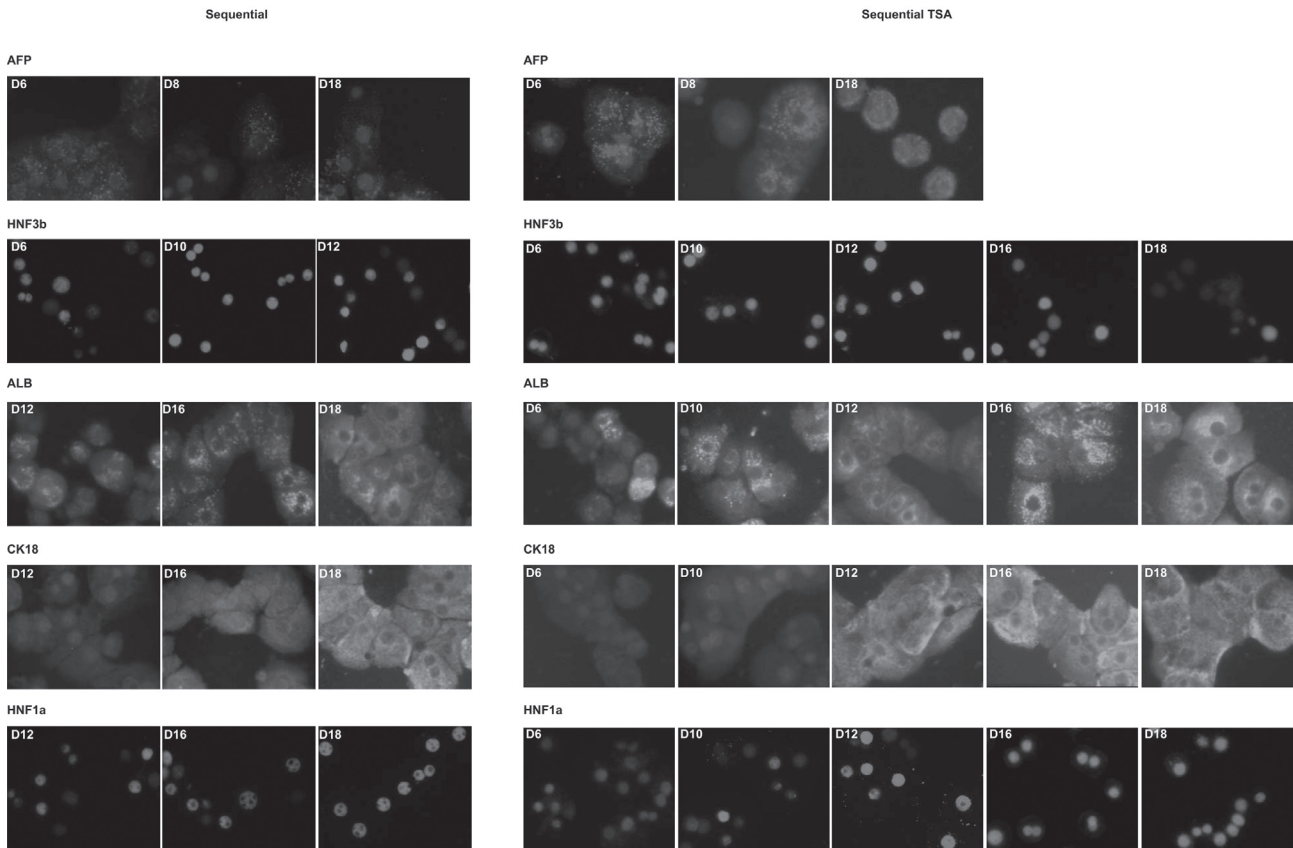 Sequential
Sequential TSA
AFP
D6 D8 D18
HNF3b
D6 D10 D12
ALB
D12 D16 D18
CK18
D12 D16 D18
HNF1a
D12 D16 D18
AFP
D6 D8 D18
HNF3b
D6 D10 D12 D16 D18
ALB
D6 D10 D12 D16 D18
CK18
D6 D10 D12 D16 D18
HNF1a
D6 D10 D12 D16 D18